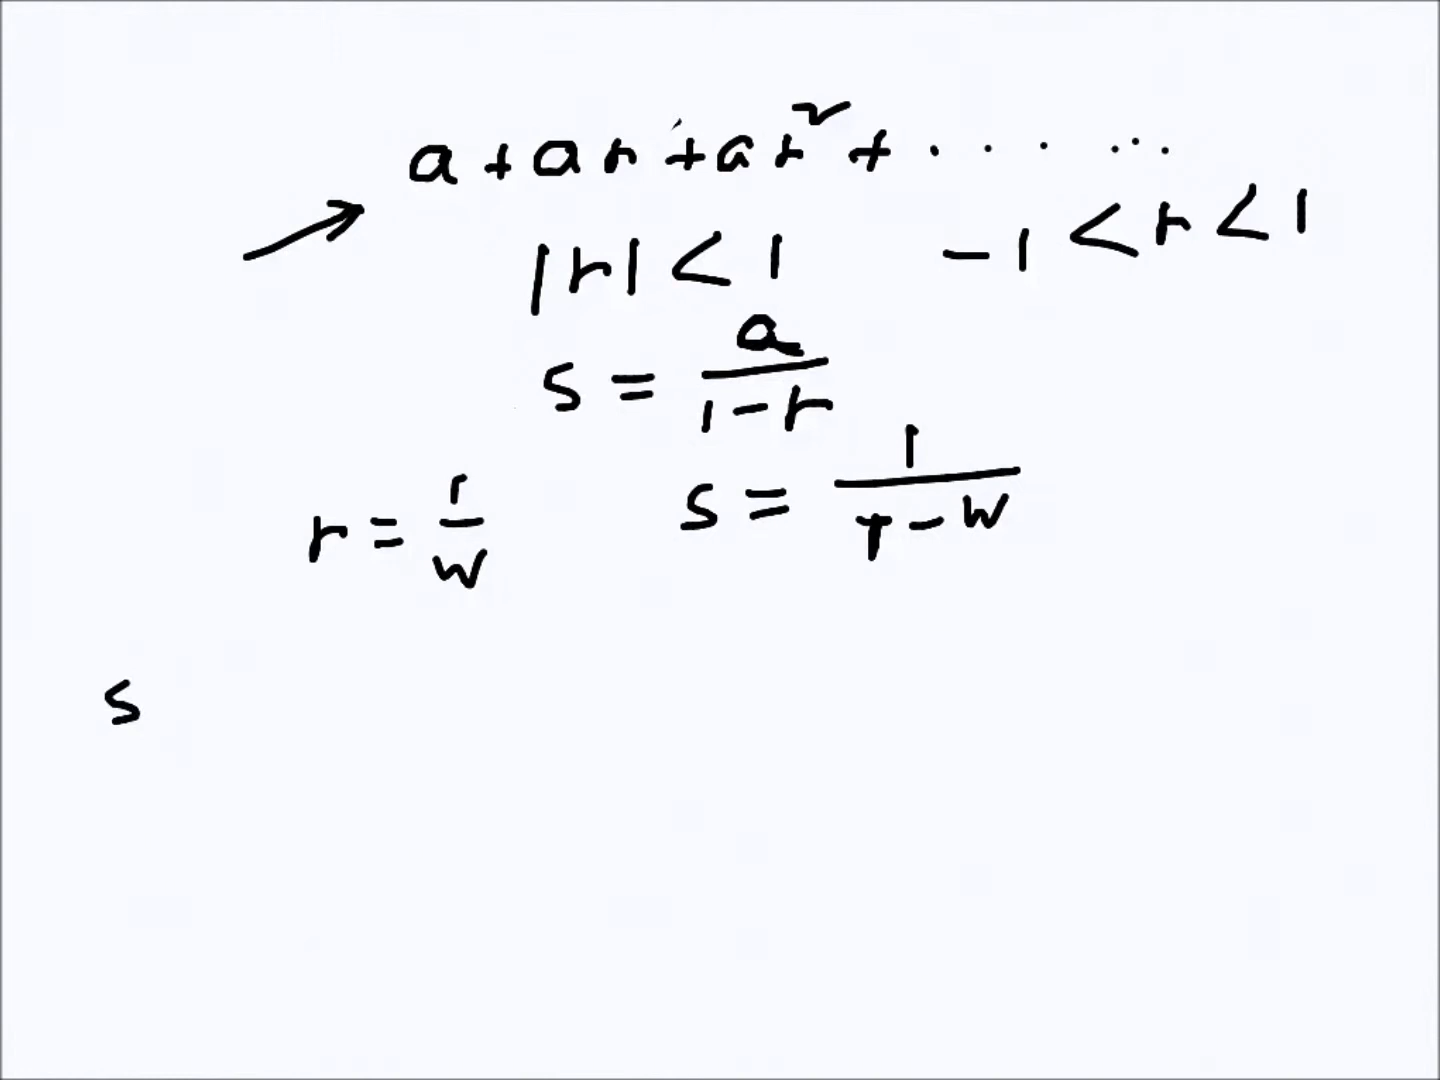 a + ar + ar² + . . . . . .
|r| < 1 -1 < r < 1
s = a/(1-r)
r = 1/w s = 1/(1-w)
s